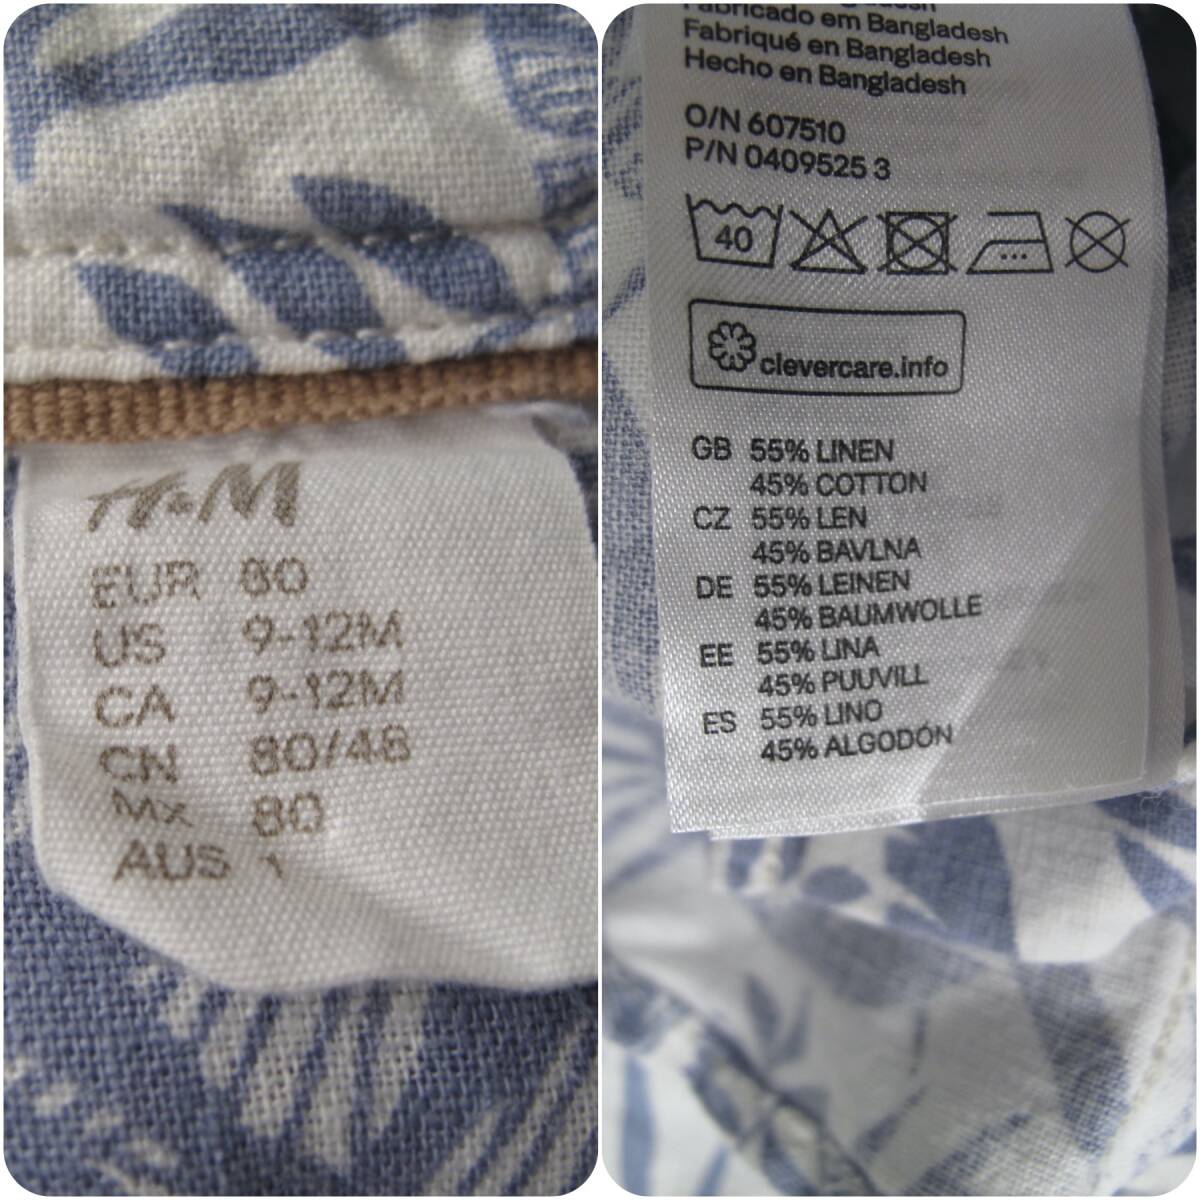 H&M
EUR 80
US 9-12M
CA 9-12M
CN 80/48
MX 80
AUS 1
Bangladesh
Fabricado em Bangladesh
Fabriqué en Bangladesh
Hecho en Bangladesh
O/N 607510
P/N 0409525 3
40
clevercare.info
GB 55% LINEN
45% COTTON
CZ 55% LEN
45% BAVLNA
DE 55% LEINEN
45% BAUMWOLLE
EE 55% LINA
45% PUUVILL
ES 55% LINO
45% ALGODÓN